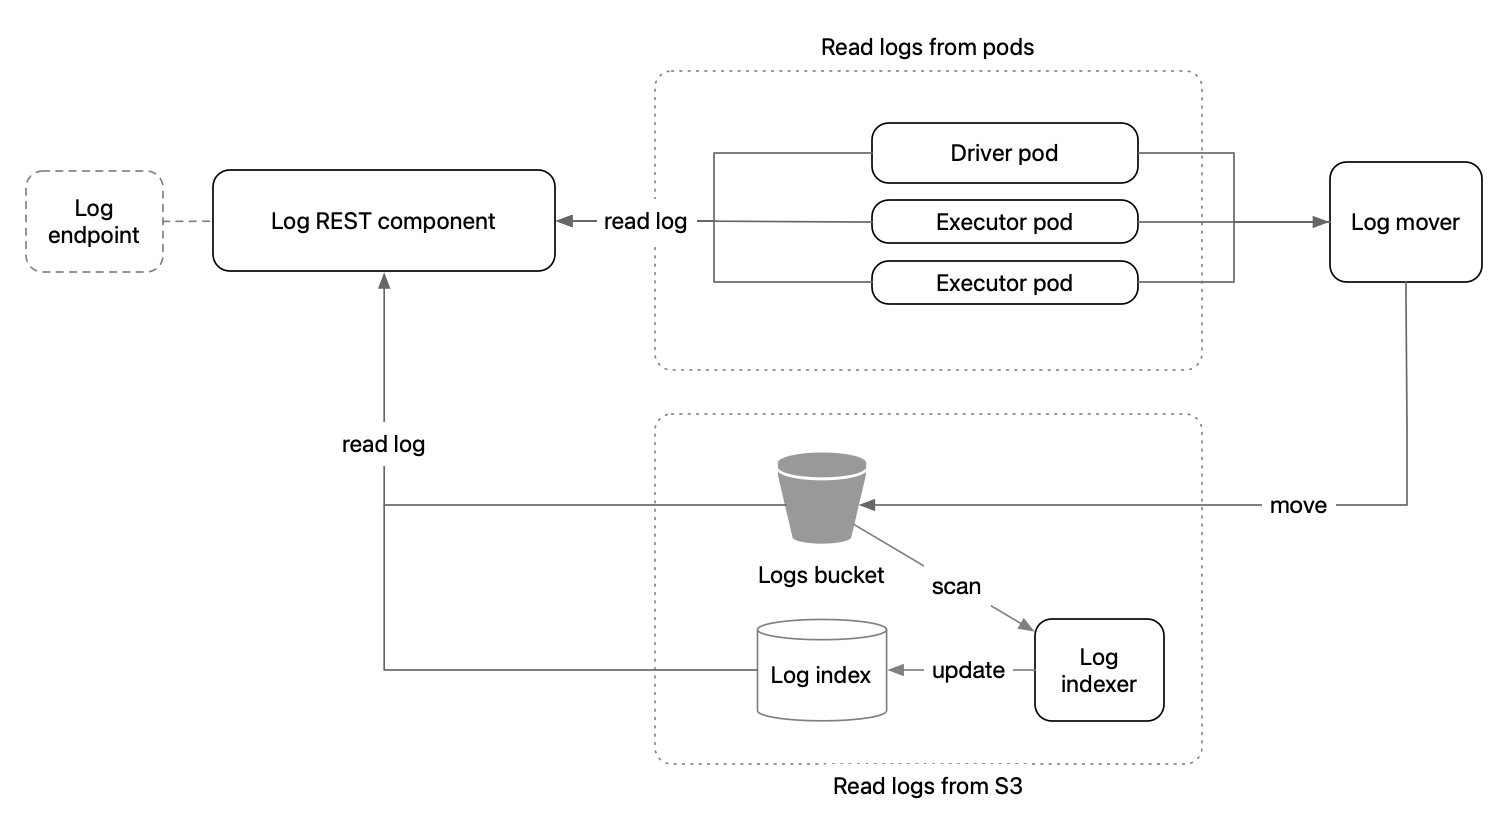 Read logs from pods
Driver pod
Log
endpoint
Log REST component
read log
Executor pod
Log mover
Executor pod
read log
move
Logs bucket
scan
Log index
update
Log
indexer
Read logs from S3